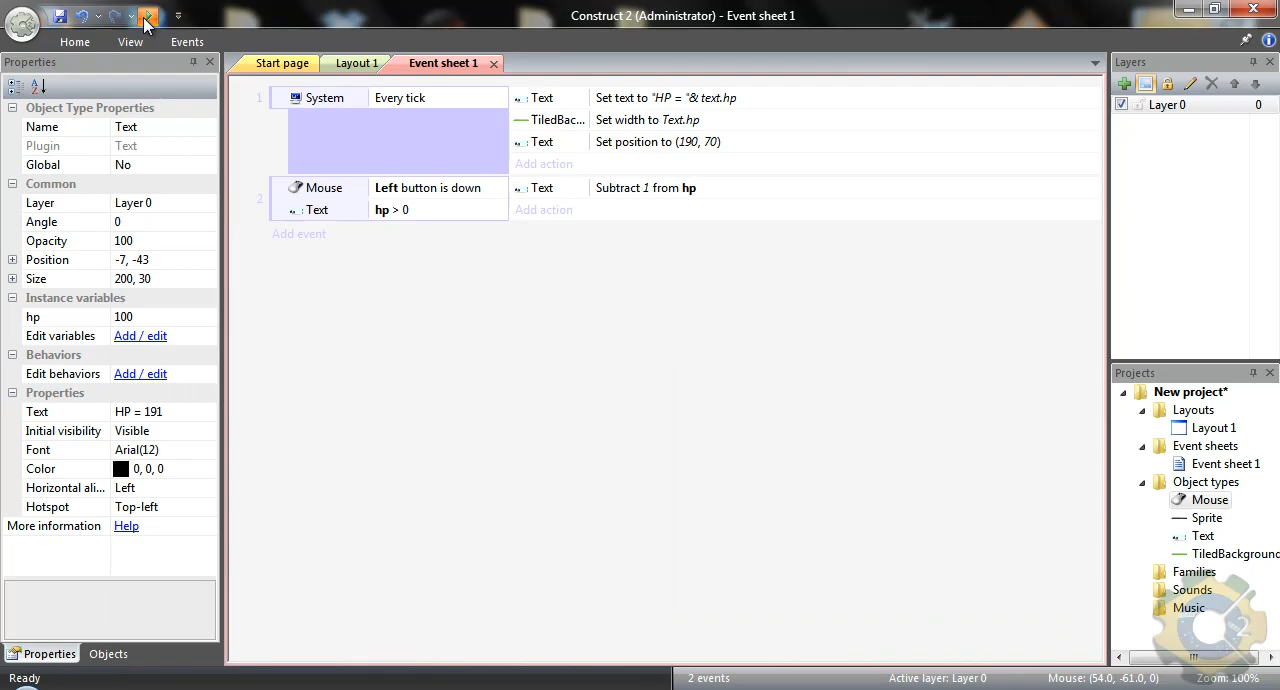 Construct 2 (Administrator) - Event sheet 1
Home View Events
Properties
Start page Layout 1 Event sheet 1
Layers
Object Type Properties
Name Text
Plugin Text
Global No
Common
Layer Layer 0
Angle 0
Opacity 100
Position -7, -43
Size 200, 30
Instance variables
hp 100
Edit variables Add / edit
Behaviors
Edit behaviors Add / edit
Properties
Text HP = 191
Initial visibility Visible
Font Arial(12)
Color 0, 0, 0
Horizontal ali... Left
Hotspot Top-left
More information Help
Properties Objects
1 System Every tick Text Set text to "HP = "& text.hp
TiledBac... Set width to Text.hp
Text Set position to (190, 70)
Add action
2 Mouse Left button is down Text Subtract 1 from hp
Text hp > 0 Add action
Add event
Layer 0 0
Projects
New project*
Layouts
Layout 1
Event sheets
Event sheet 1
Object types
Mouse
Sprite
Text
TiledBackground
Families
Sounds
Music
Ready 2 events Active layer: Layer 0 Mouse: (54.0, -61.0, 0) Zoom: 100%